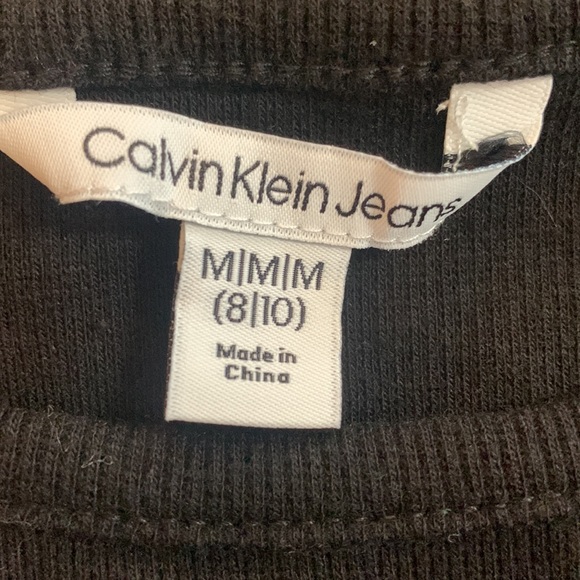 Calvin Klein Jeans
M|M|M
(8|10)
Made in
China